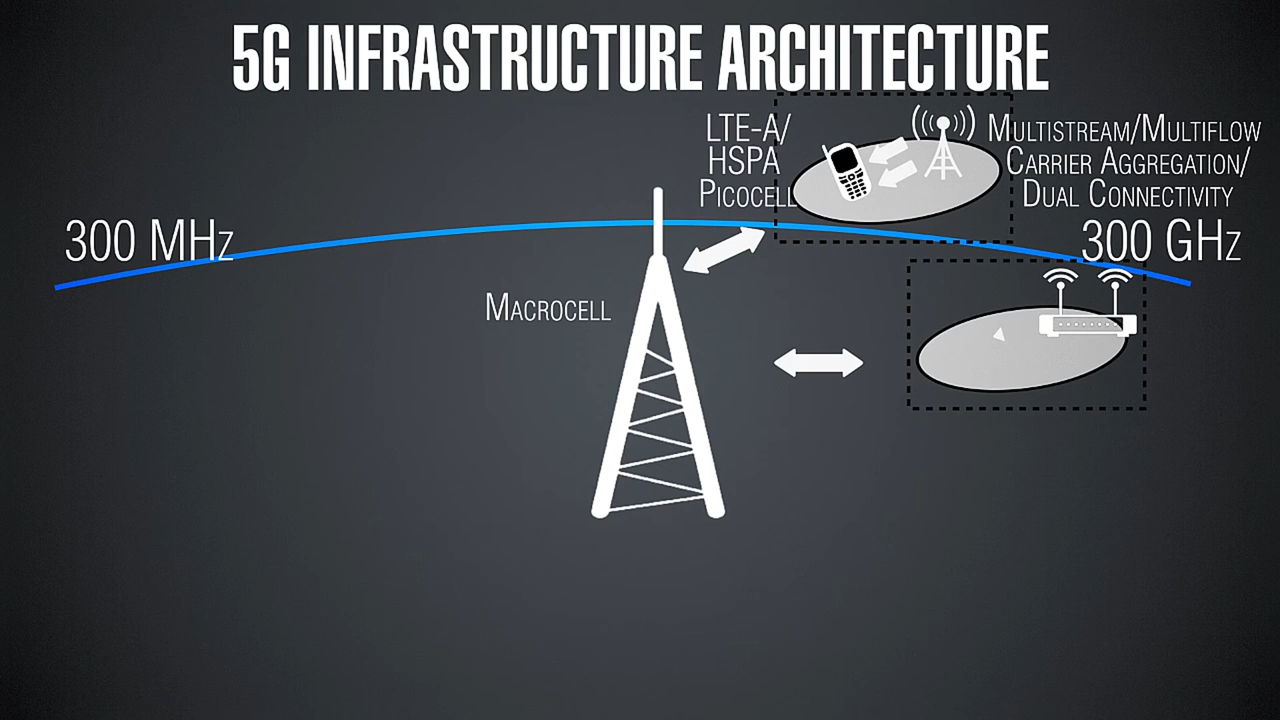 5G INFRASTRUCTURE ARCHITECTURE
LTE-A/
HSPA
PICOCELL
MULTISTREAM/MULTIFLOW
CARRIER AGGREGATION/
DUAL CONNECTIVITY
300 MHZ
300 GHZ
MACROCELL